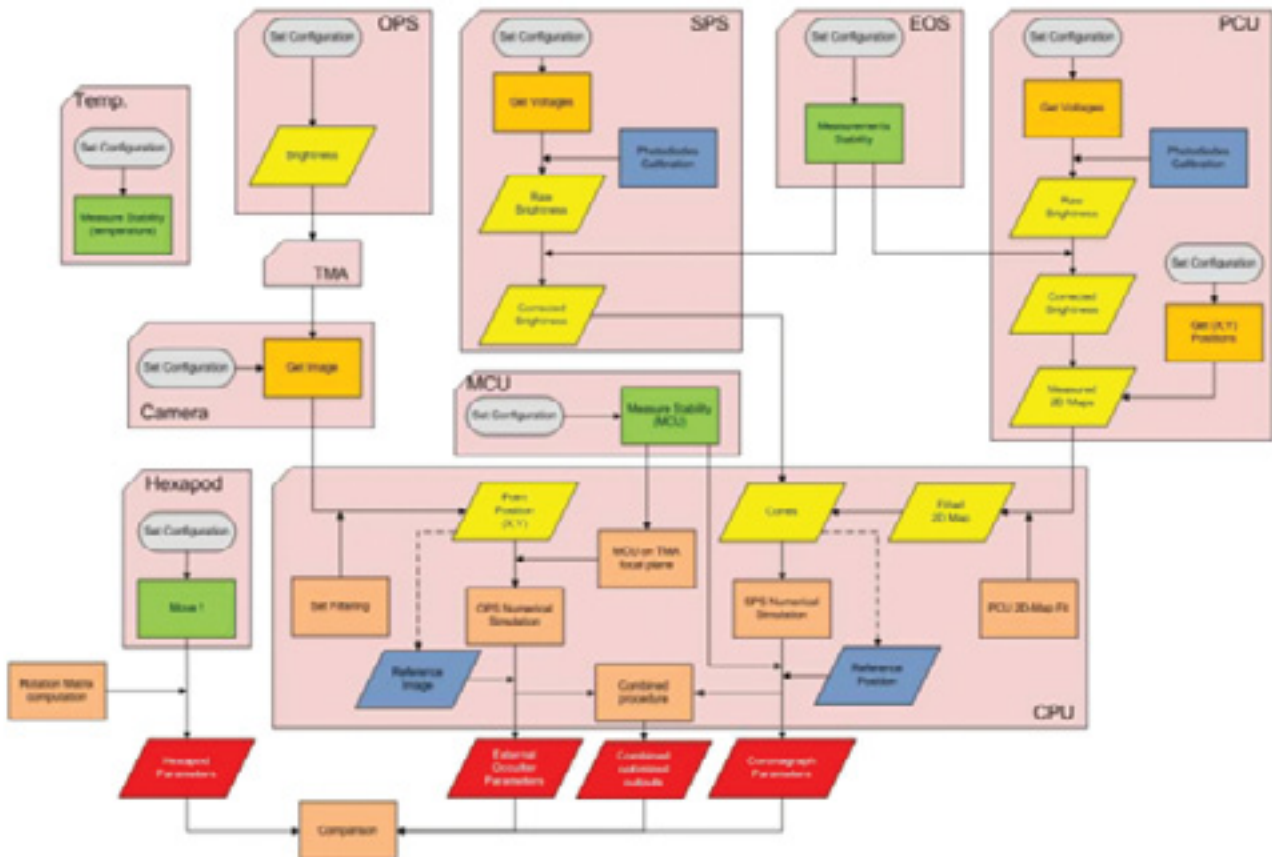 OPS
Set Configuration
Brightness
SPS
Set Configuration
Get Voltages
Photodiodes
Calibration
Raw
Brightness
Corrected
Brightness
EOS
Set Configuration
Measurements
Stability
PCU
Set Configuration
Get Voltages
Photodiodes
Calibration
Raw
Brightness
Set Configuration
Corrected
Brightness
Get (X,Y)
Positions
Measured
2D Maps
Temp.
Set Configuration
Measure Stability
(temperature)
TMA
Set Configuration
Get Image
Camera
MCU
Set Configuration
Measure Stability
(MCU)
Hexapod
Set Configuration
Move !
Point
Position
(X,Y)
Set Filtering
MCU on TMA
focal plane
OPS Numerical
Simulation
Reference
Image
Combined
procedure
Fitted
2D Map
SPS Numerical
Simulation
PCU 2D-Map Fit
Reference
Position
CPU
Rotation Matrix
computation
Hexapod
Parameters
External
Occulter
Parameters
Combined
optimized
outputs
Coronagraph
Parameters
Comparison